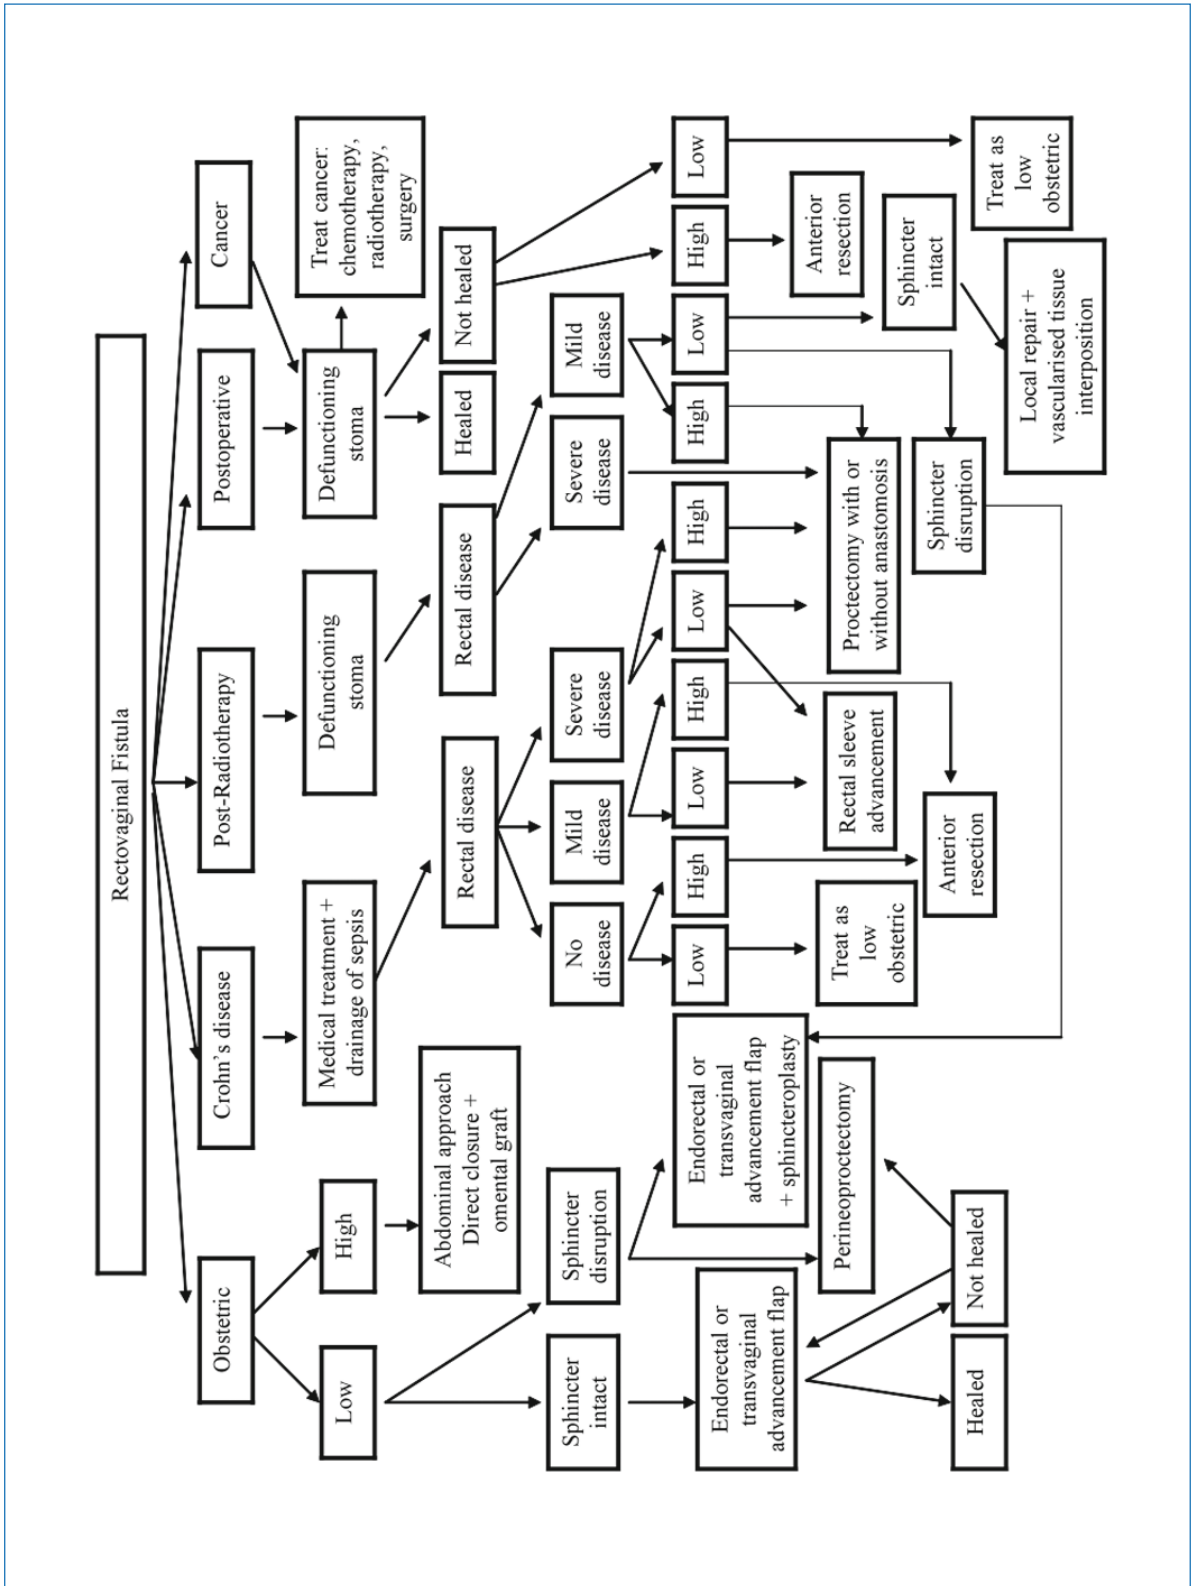 Rectovaginal Fistula
Obstetric
Crohn's disease
Post-Radiotherapy
Postoperative
Cancer
Low
High
Medical treatment +
drainage of sepsis
Defunctioning
stoma
Defunctioning
stoma
Treat cancer:
chemotherapy,
radiotherapy,
surgery
Abdominal approach
Direct closure +
omental graft
Rectal disease
Rectal disease
Healed
Not healed
Sphincter
intact
Sphincter
disruption
No
disease
Mild
disease
Severe
disease
Severe
disease
Mild
disease
Endorectal or
transvaginal
advancement flap
Endorectal or
transvaginal
advancement flap
+ sphincteroplasty
Low
High
Low
High
Low
High
High
Low
High
Low
Perineoproctectomy
Treat as
low
obstetric
Rectal sleeve
advancement
Proctectomy with or
without anastomosis
Anterior
resection
Anterior
resection
Sphincter
disruption
Sphincter
intact
Healed
Not healed
Local repair +
vascularised tissue
interposition
Treat as
low
obstetric